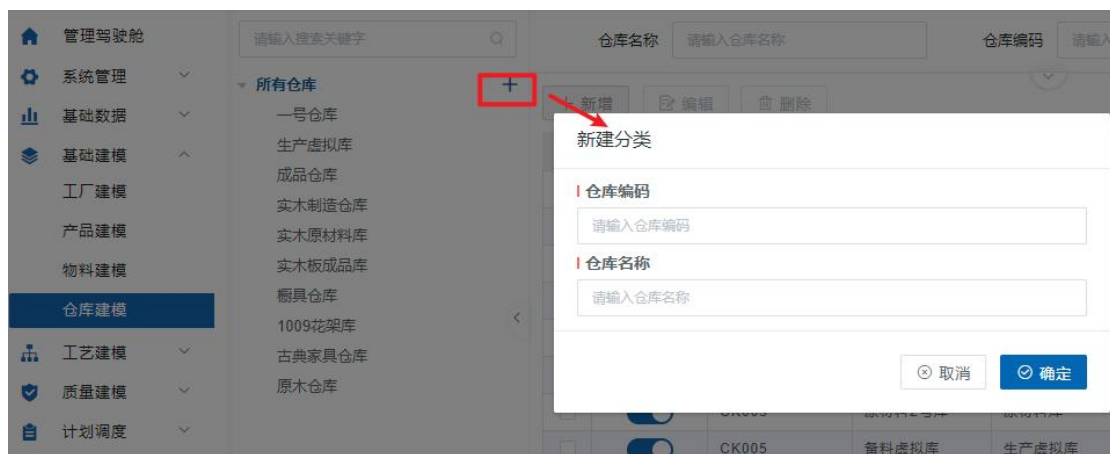 管理驾驶舱
系统管理
基础数据
基础建模
工厂建模
产品建模
物料建模
仓库建模
工艺建模
质量建模
计划调度
请输入搜索关键字
所有仓库
一号仓库
生产虚拟库
成品仓库
实木制造仓库
实木原材料库
实木板成品库
橱具仓库
1009花架库
古典家具仓库
原木仓库
仓库名称 请输入仓库名称 仓库编码 请输入
新增 编辑 删除
新建分类
仓库编码
请输入仓库编码
仓库名称
请输入仓库名称
取消 确定
CK005 备料虚拟库 生产虚拟库